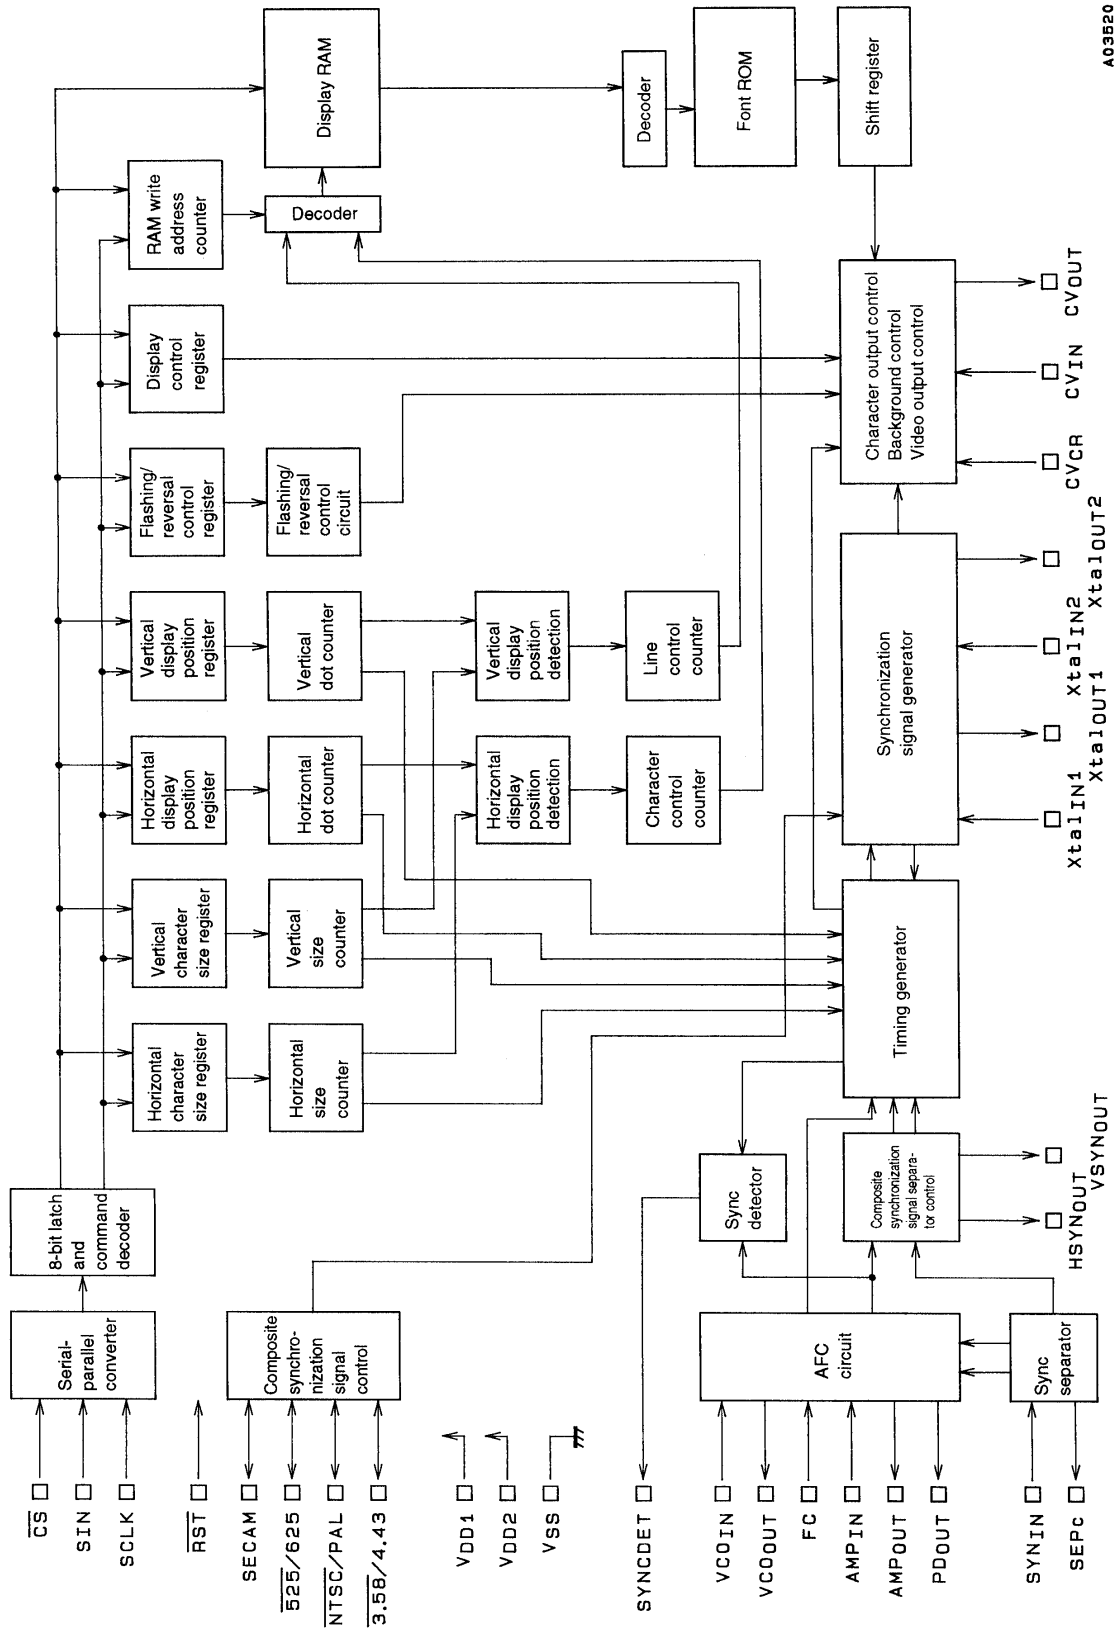 CS
SIN
SCLK
RST
SECAM
525/625
NTSC/PAL
3.58/4.43
VDD1
VDD2
VSS
SYNCDET
VCOIN
VCOOUT
FC
AMPIN
AMPOUT
PDOUT
SYNIN
SEPC
Serial-
parallel
converter
8-bit latch
and
command
decoder
Composite
synchro-
nization
signal
control
AFC
circuit
Sync
separator
Sync
detector
Composite
synchronization
signal separa-
tor control
HSYNOUT
VSYNOUT
Horizontal
character
size register
Horizontal
size
counter
Vertical
character
size register
Vertical
size
counter
Timing generator
Horizontal
display
position
register
Horizontal
dot counter
Horizontal
display
position
detection
Character
control
counter
Vertical
display
position
register
Vertical
dot counter
Vertical
display
position
detection
Line
control
counter
Synchronization
signal generator
XtalIN1
XtalOUT1
XtalIN2
XtalOUT2
Flashing/
reversal
control
register
Flashing/
reversal
control
circuit
Display
control
register
Character output control
Background control
Video output control
CVCR
CVIN
CVOUT
RAM write
address
counter
Decoder
Display RAM
Decoder
Font ROM
Shift register
A03520